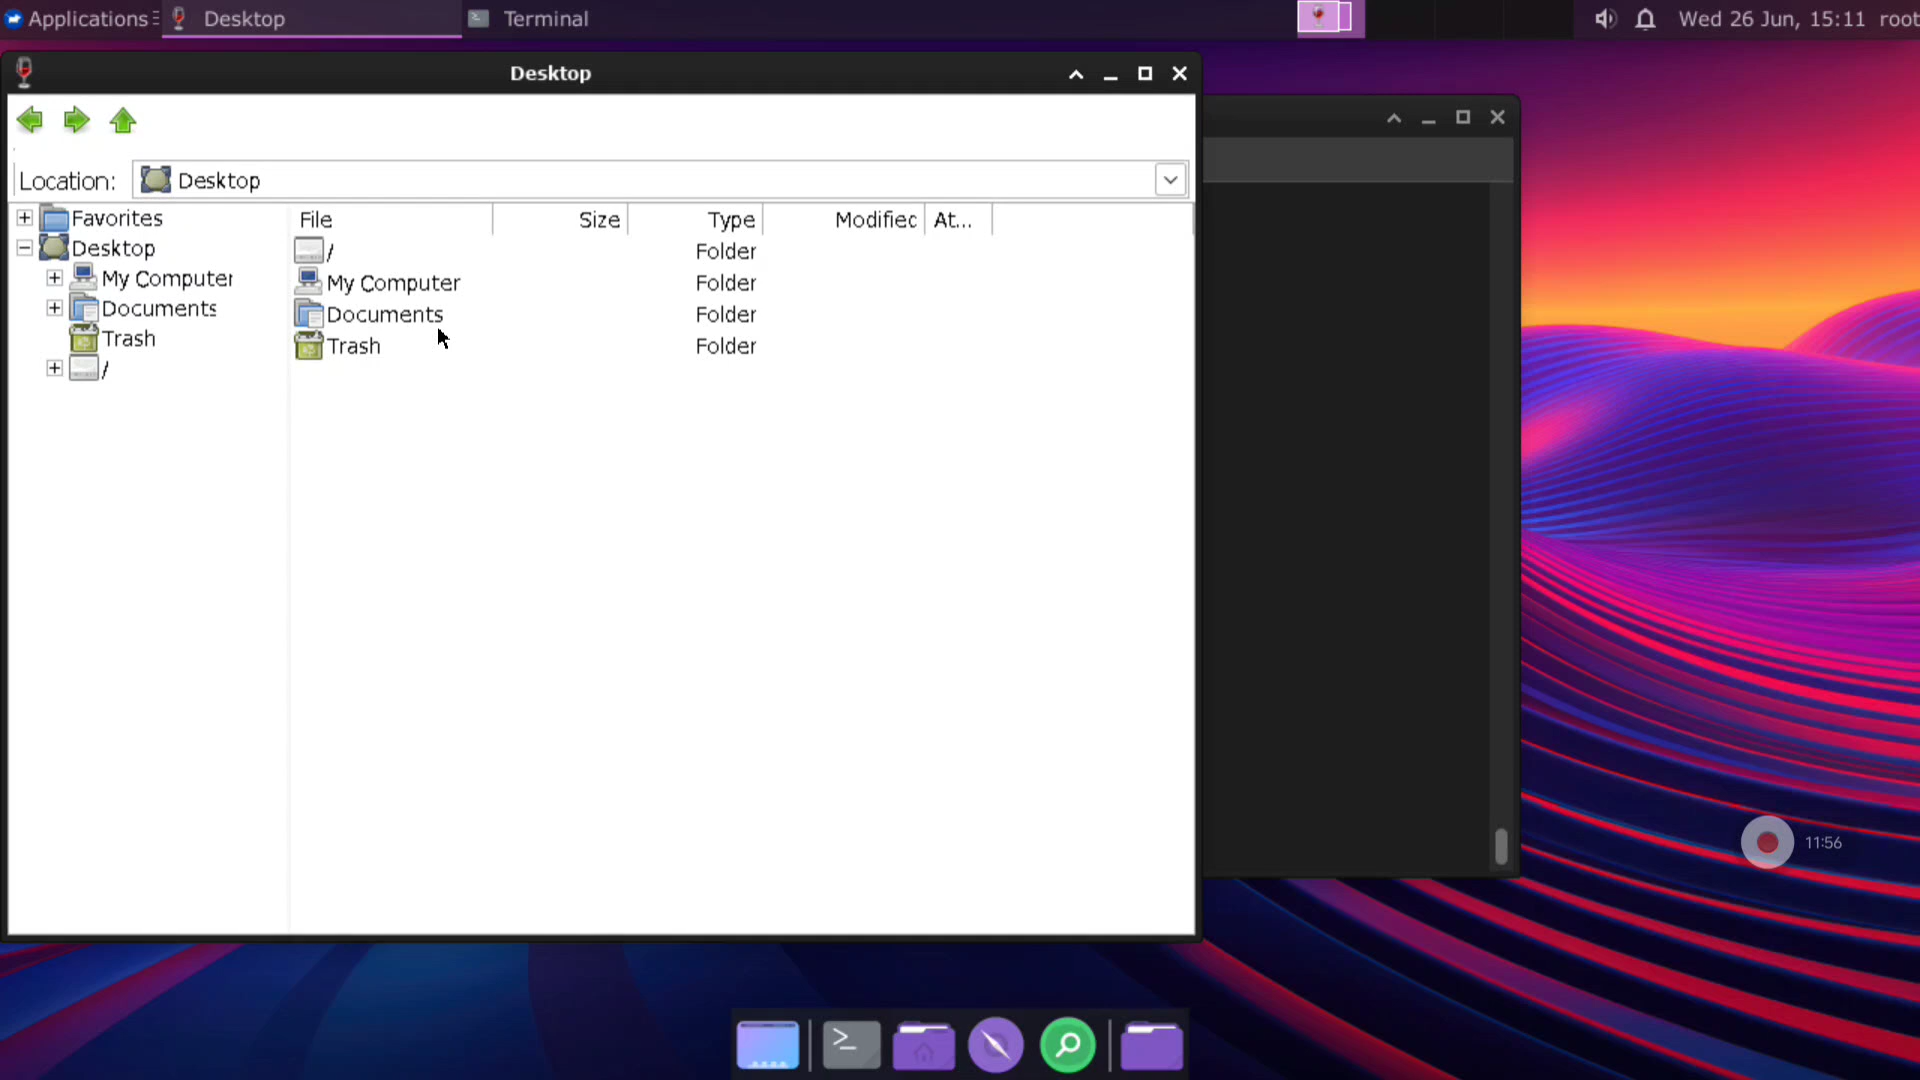 Applications Desktop Terminal Wed 26 Jun, 15:11 root
Desktop
Location: Desktop
Favorites
Desktop
My Computer
Documents
Trash
/
File Size Type Modified At...
/ Folder
My Computer Folder
Documents Folder
Trash Folder
11:56